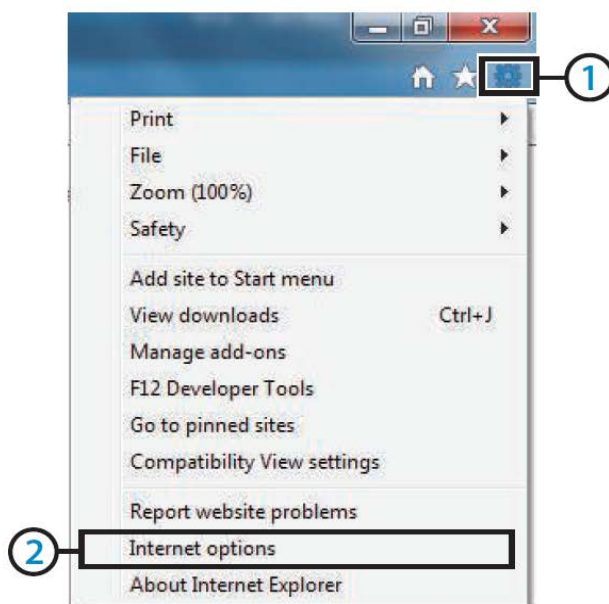 1
Print
File
Zoom (100%)
Safety
Add site to Start menu
View downloads Ctrl+J
Manage add-ons
F12 Developer Tools
Go to pinned sites
Compatibility View settings
Report website problems
2 Internet options
About Internet Explorer